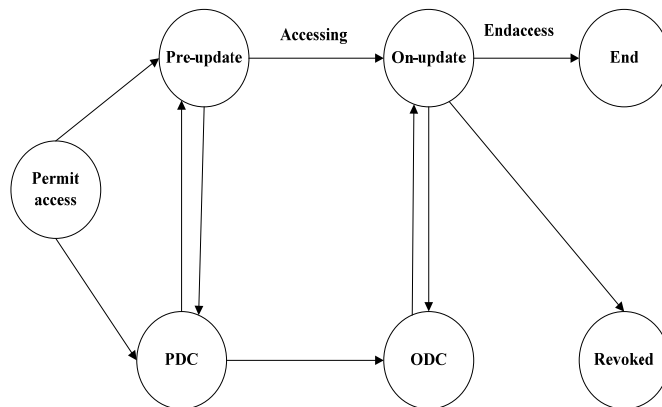 Accessing
Endaccess
Pre-update
On-update
End
Permit
access
PDC
ODC
Revoked